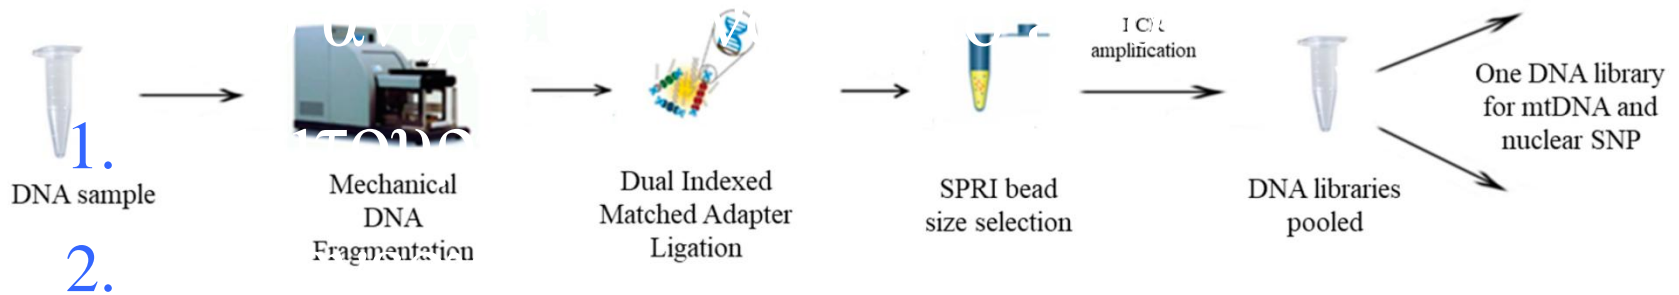 1.
DNA sample
2.
Mechanical
DNA
Fragmentation
Dual Indexed
Matched Adapter
Ligation
SPRI bead
size selection
amplification
DNA libraries
pooled
One DNA library
for mtDNA and
nuclear SNP